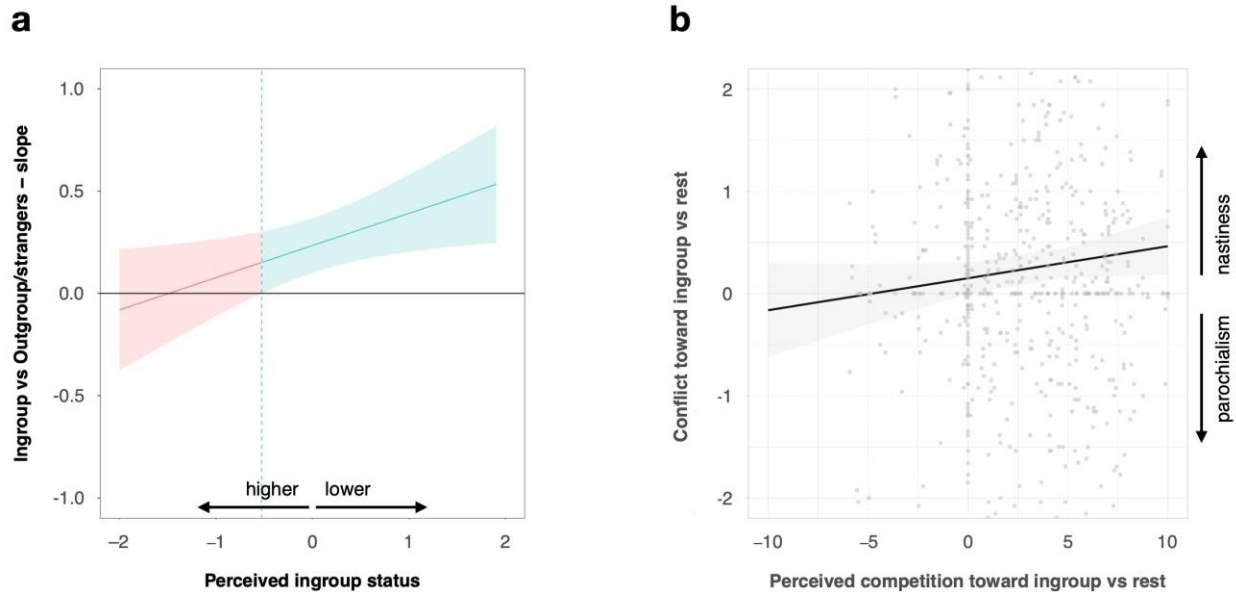 a
Ingroup vs Outgroup/strangers – slope
1.0
0.5
0.0
-0.5
-1.0
higher lower
−2 −1 0 1 2
Perceived ingroup status
b
Conflict toward ingroup vs rest
2
1
0
-1
-2
−10 −5 0 5 10
Perceived competition toward ingroup vs rest
nastiness
parochialism